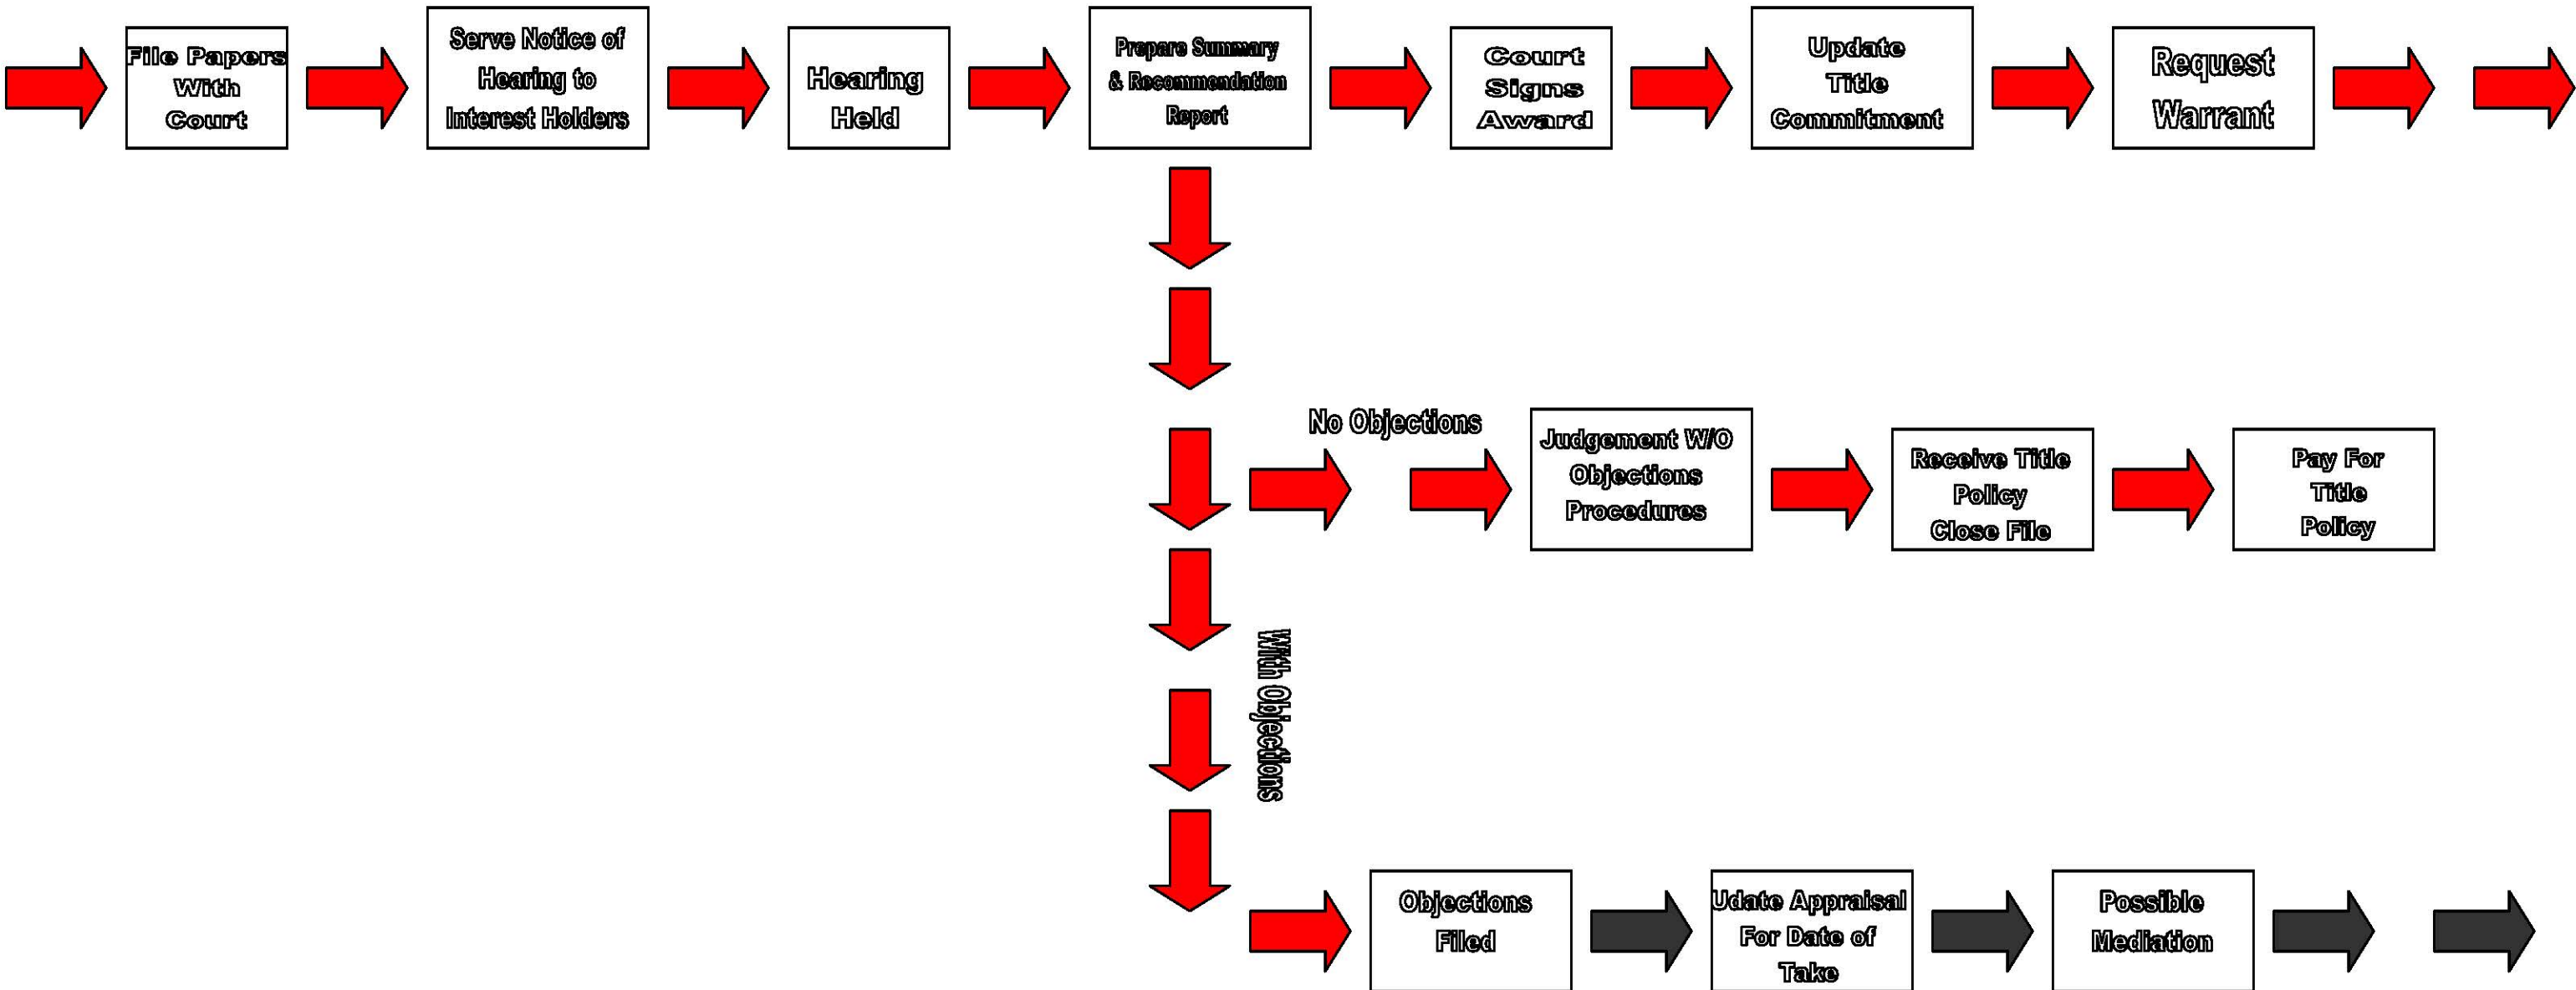 File Papers
With
Court
Serve Notice of
Hearing to
Interest Holders
Hearing
Held
Prepare Summary
& Recommendation
Report
Court
Signs
Award
Update
Title
Commitment
Request
Warrant
No Objections
Judgement W/O
Objections
Procedures
Receive Title
Policy
Close File
Pay For
Title
Policy
With Objections
Objections
Filed
Udate Appraisal
For Date of
Take
Possible
Mediation